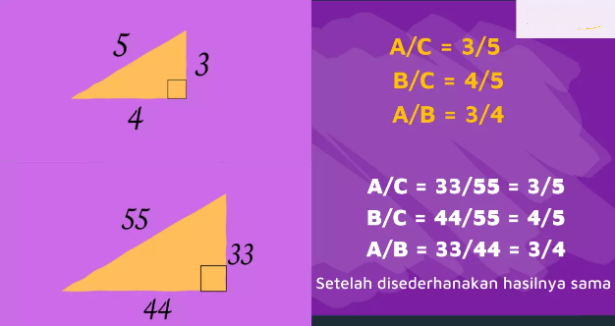 5
3
4
55
33
44
A/C = 3/5
B/C = 4/5
A/B = 3/4
A/C = 33/55 = 3/5
B/C = 44/55 = 4/5
A/B = 33/44 = 3/4
Setelah disederhanakan hasilnya sama